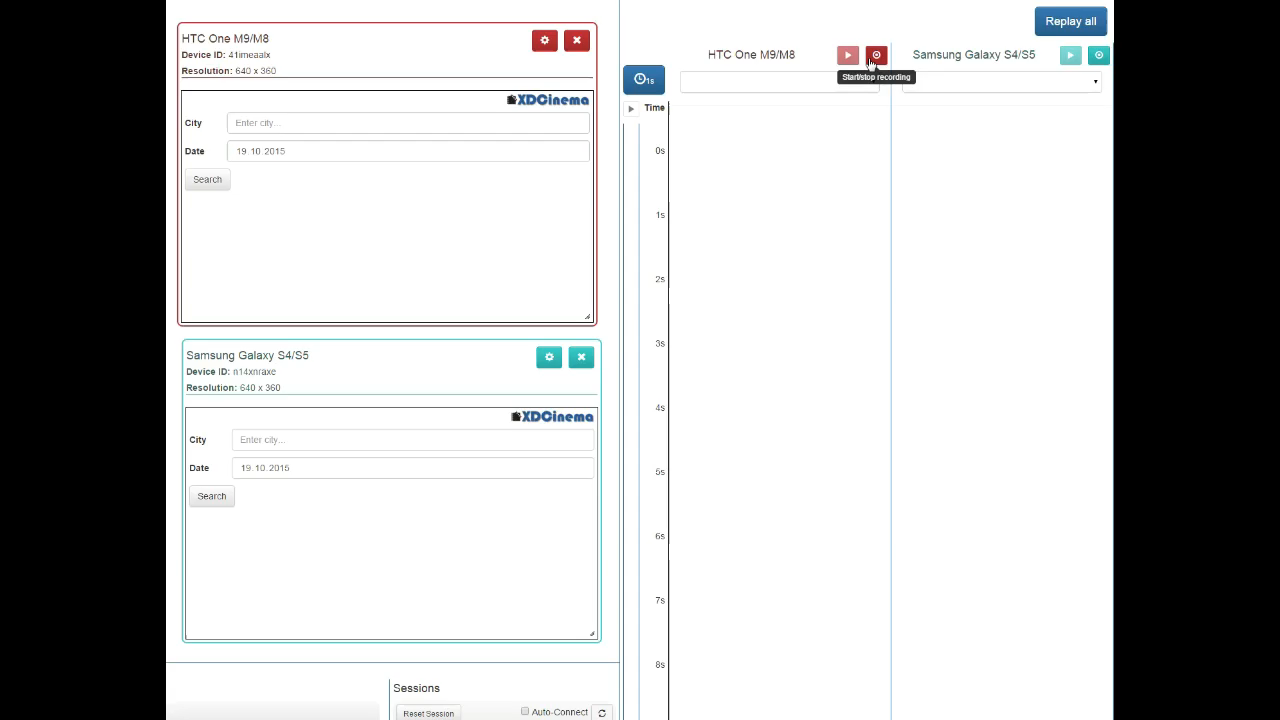 HTC One M9/M8
Device ID: 41imeaalx
Resolution: 640 x 360
XDCinema
City Enter city...
Date 19.10.2015
Search
Samsung Galaxy S4/S5
Device ID: n14xnraxe
Resolution: 640 x 360
XDCinema
City Enter city...
Date 19.10.2015
Search
Sessions
Reset Session Auto-Connect
Replay all
HTC One M9/M8 Samsung Galaxy S4/S5
Start/stop recording
1s
Time
0s
1s
2s
3s
4s
5s
6s
7s
8s